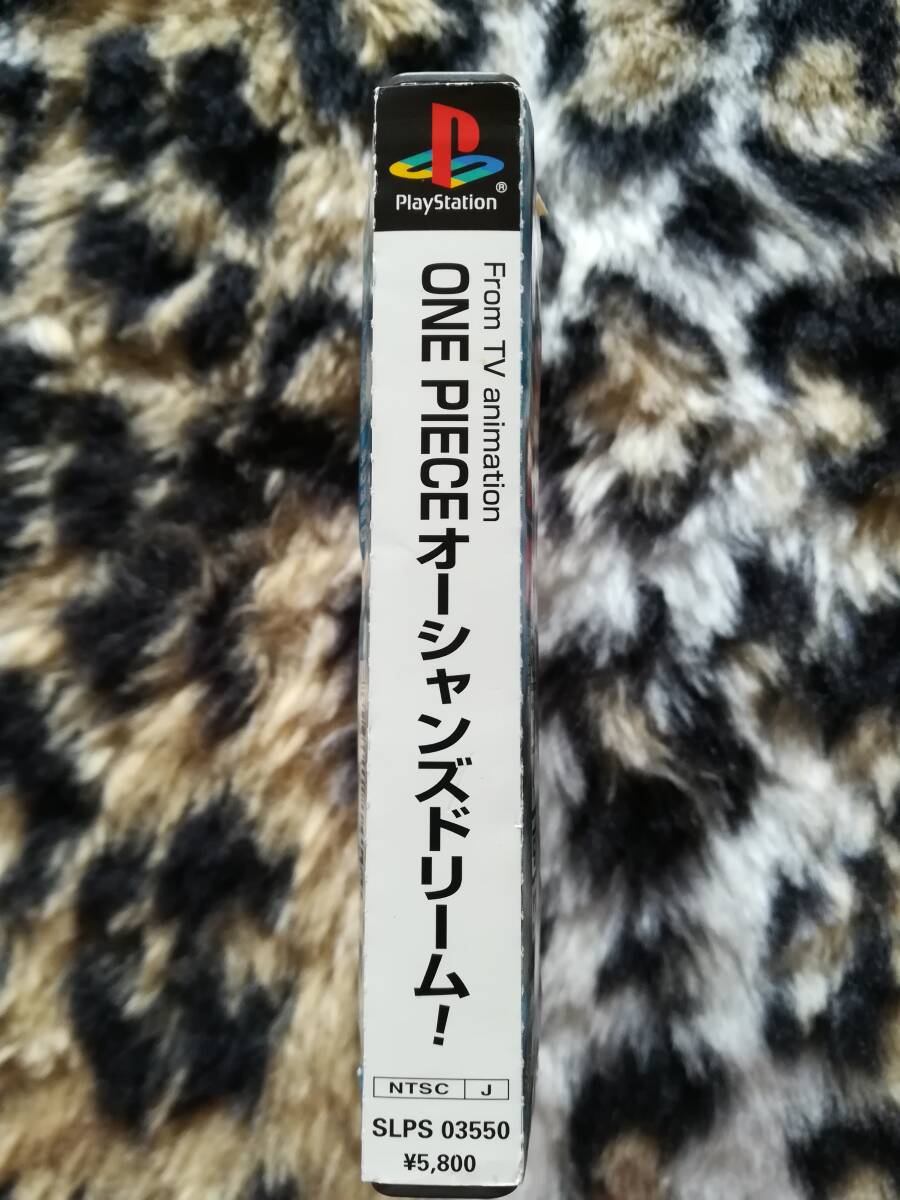 PlayStation®
From TV animation
ONE PIECEオーシャンズドリーム!
NTSC J
SLPS 03550
¥5,800